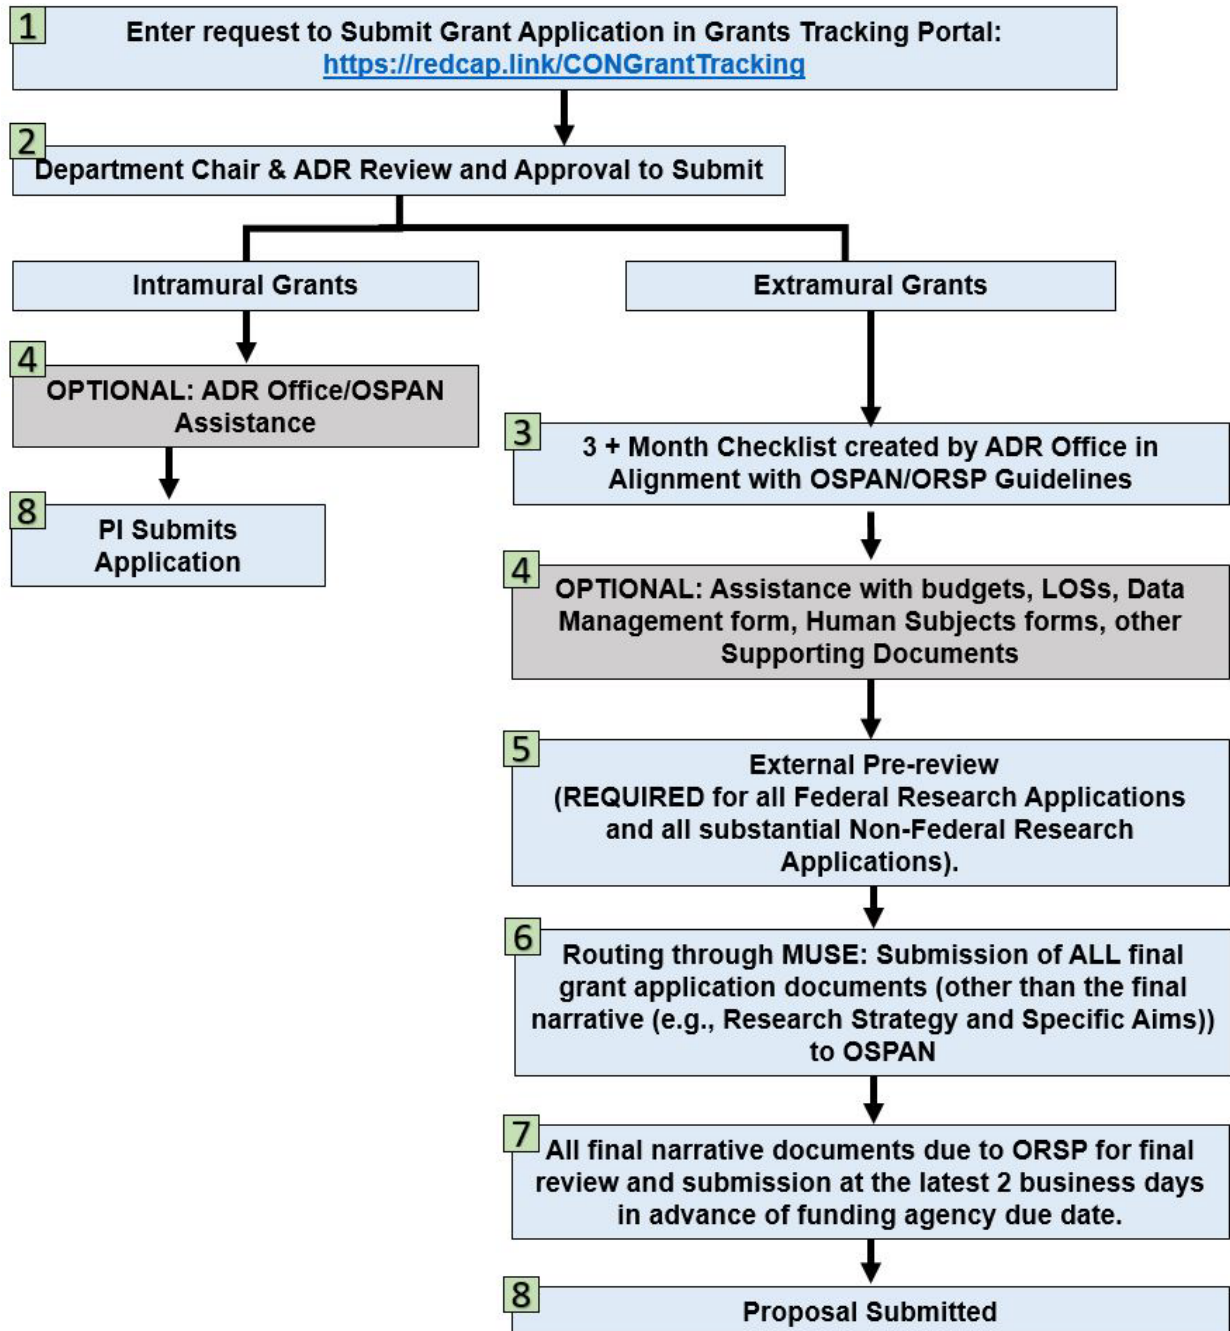 1
Enter request to Submit Grant Application in Grants Tracking Portal:
https://redcap.link/CONGrantTracking
2
Department Chair & ADR Review and Approval to Submit
Intramural Grants
Extramural Grants
4
OPTIONAL: ADR Office/OSPAN
Assistance
8
PI Submits
Application
3
3 + Month Checklist created by ADR Office in
Alignment with OSPAN/ORSP Guidelines
4
OPTIONAL: Assistance with budgets, LOSs, Data
Management form, Human Subjects forms, other
Supporting Documents
5
External Pre-review
(REQUIRED for all Federal Research Applications
and all substantial Non-Federal Research
Applications).
6
Routing through MUSE: Submission of ALL final
grant application documents (other than the final
narrative (e.g., Research Strategy and Specific Aims))
to OSPAN
7
All final narrative documents due to ORSP for final
review and submission at the latest 2 business days
in advance of funding agency due date.
8
Proposal Submitted